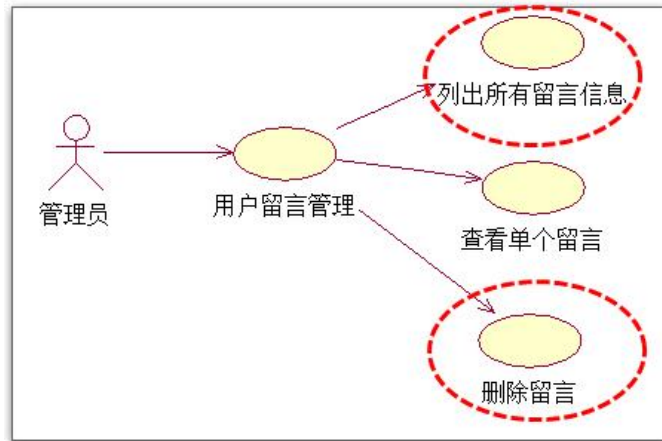 列出所有留言信息
管理员
用户留言管理
查看单个留言
删除留言